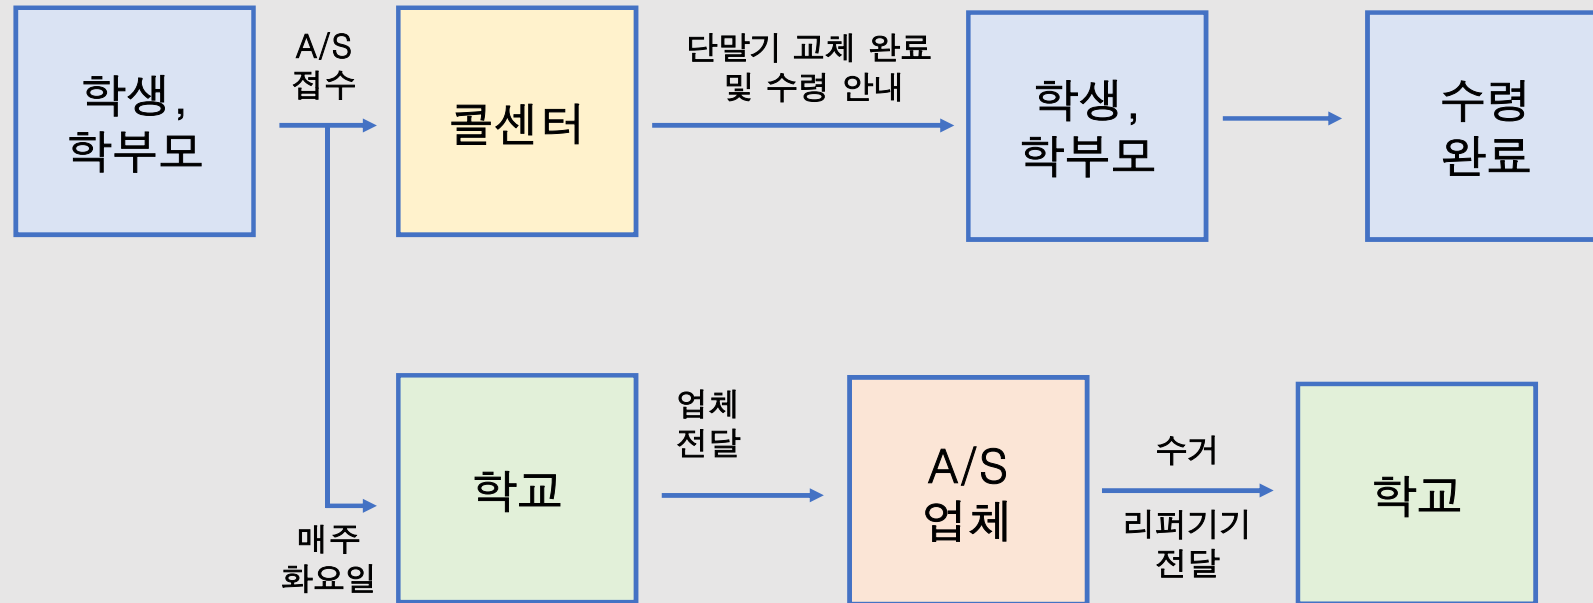 학생,
학부모
A/S
접수
콜센터
단말기 교체 완료
및 수령 안내
학생,
학부모
수령
완료
매주
화요일
학교
업체
전달
A/S
업체
수거
리퍼기기
전달
학교